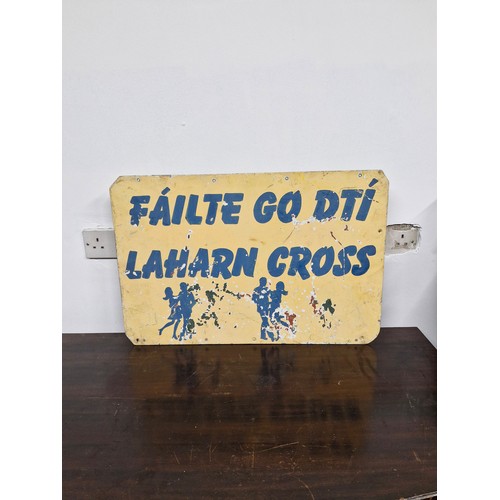 FÁILTE GO DTÍ
LAHARN CROSS